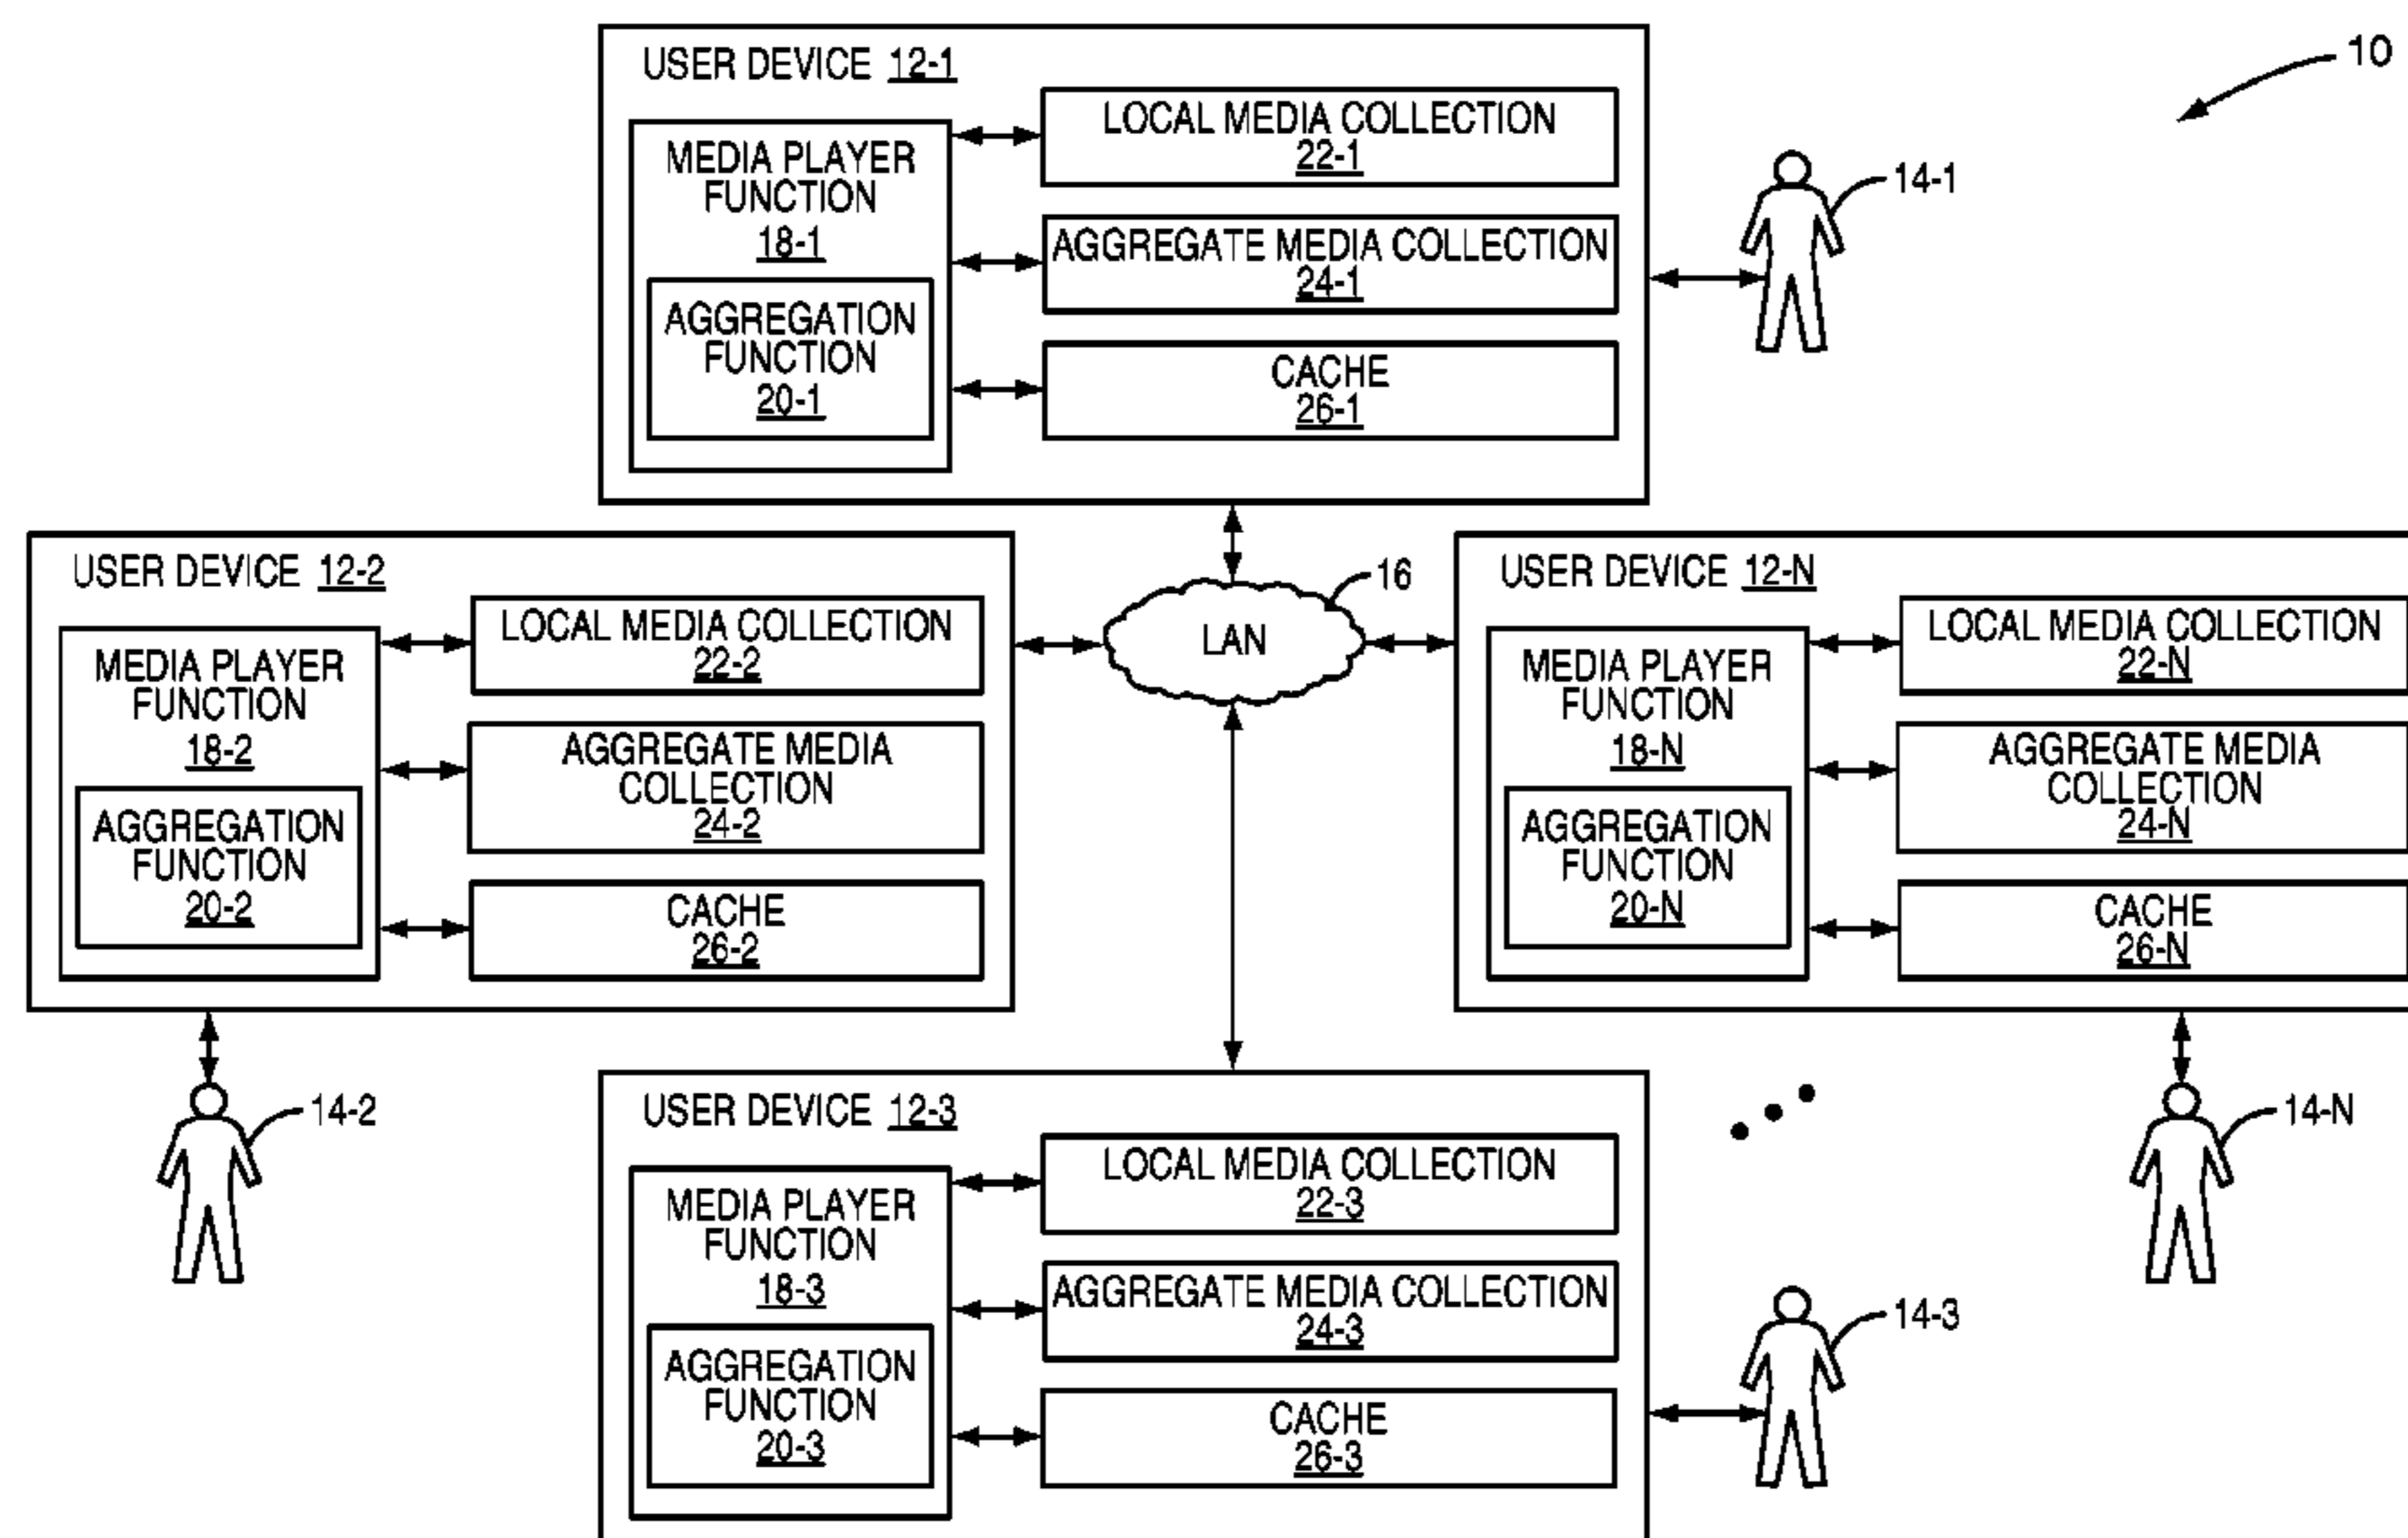 USER DEVICE 12-1
MEDIA PLAYER
FUNCTION
18-1
AGGREGATION
FUNCTION
20-1
LOCAL MEDIA COLLECTION
22-1
AGGREGATE MEDIA COLLECTION
24-1
CACHE
26-1
10
14-1
USER DEVICE 12-2
MEDIA PLAYER
FUNCTION
18-2
AGGREGATION
FUNCTION
20-2
LOCAL MEDIA COLLECTION
22-2
AGGREGATE MEDIA
COLLECTION
24-2
CACHE
26-2
14-2
LAN
16
USER DEVICE 12-N
MEDIA PLAYER
FUNCTION
18-N
AGGREGATION
FUNCTION
20-N
LOCAL MEDIA COLLECTION
22-N
AGGREGATE MEDIA
COLLECTION
24-N
CACHE
26-N
14-N
USER DEVICE 12-3
MEDIA PLAYER
FUNCTION
18-3
AGGREGATION
FUNCTION
20-3
LOCAL MEDIA COLLECTION
22-3
AGGREGATE MEDIA COLLECTION
24-3
CACHE
26-3
14-3